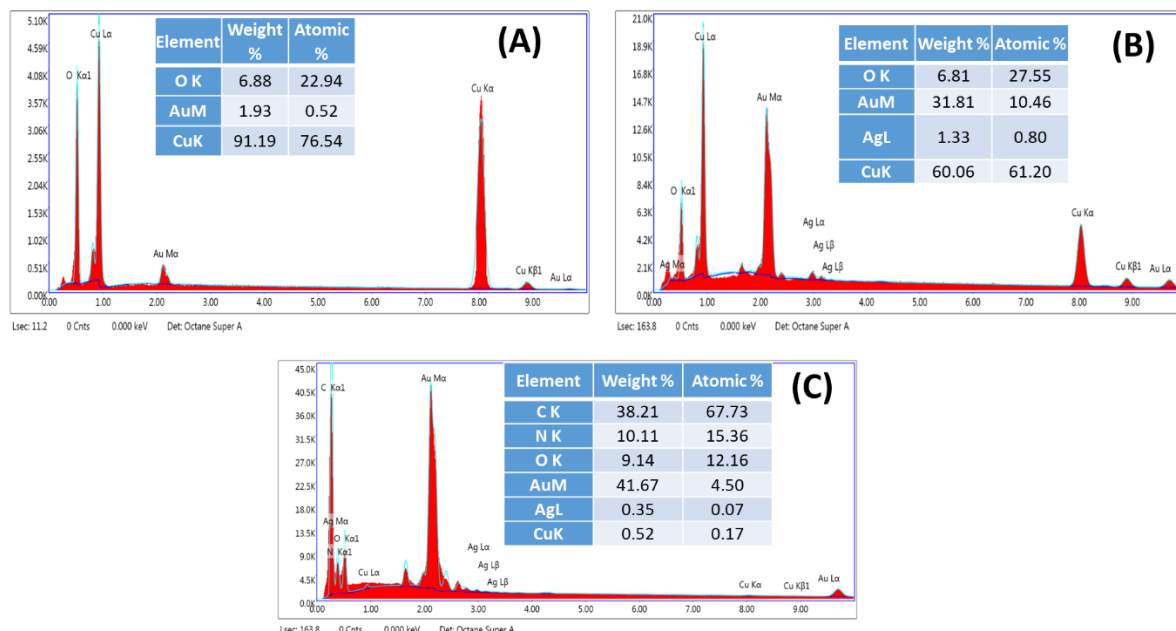 (A)
5.10K
4.59K
4.08K
3.57K
3.06K
2.55K
2.04K
1.53K
1.02K
0.51K
0.00K
O Kα1
Cu Lα
Au Mα
Cu Kα
Cu Kβ1
Au Lα
Element Weight % Atomic %
O K 6.88 22.94
AuM 1.93 0.52
CuK 91.19 76.54
0.00 1.00 2.00 3.00 4.00 5.00 6.00 7.00 8.00 9.00
Lsec: 11.2 0 Cnts 0.000 keV Det: Octane Super A
(B)
21.0K
18.9K
16.8K
14.7K
12.6K
10.5K
8.4K
6.3K
4.2K
2.1K
0.0K
Cu Lα
Au Mα
O Kα1
Ag Mα
Ag Lα
Ag Lβ
Ag Lβ
Cu Kα
Cu Kβ1
Au Lα
Element Weight % Atomic %
O K 6.81 27.55
AuM 31.81 10.46
AgL 1.33 0.80
CuK 60.06 61.20
0.00 1.00 2.00 3.00 4.00 5.00 6.00 7.00 8.00 9.00
Lsec: 163.8 0 Cnts 0.000 keV Det: Octane Super A
(C)
45.0K
40.5K
36.0K
31.5K
27.0K
22.5K
18.0K
13.5K
9.0K
4.5K
0.0K
C Kα1
Au Mα
Ag Mα
O Kα1
N Kα1
Cu Lα
Ag Lα
Ag Lβ
Ag Lβ
Cu Kα
Cu Kβ1
Au Lα
Element Weight % Atomic %
C K 38.21 67.73
N K 10.11 15.36
O K 9.14 12.16
AuM 41.67 4.50
AgL 0.35 0.07
CuK 0.52 0.17
0.00 1.00 2.00 3.00 4.00 5.00 6.00 7.00 8.00 9.00
Lsec: 163.8 0 Cnts 0.000 keV Det: Octane Super A